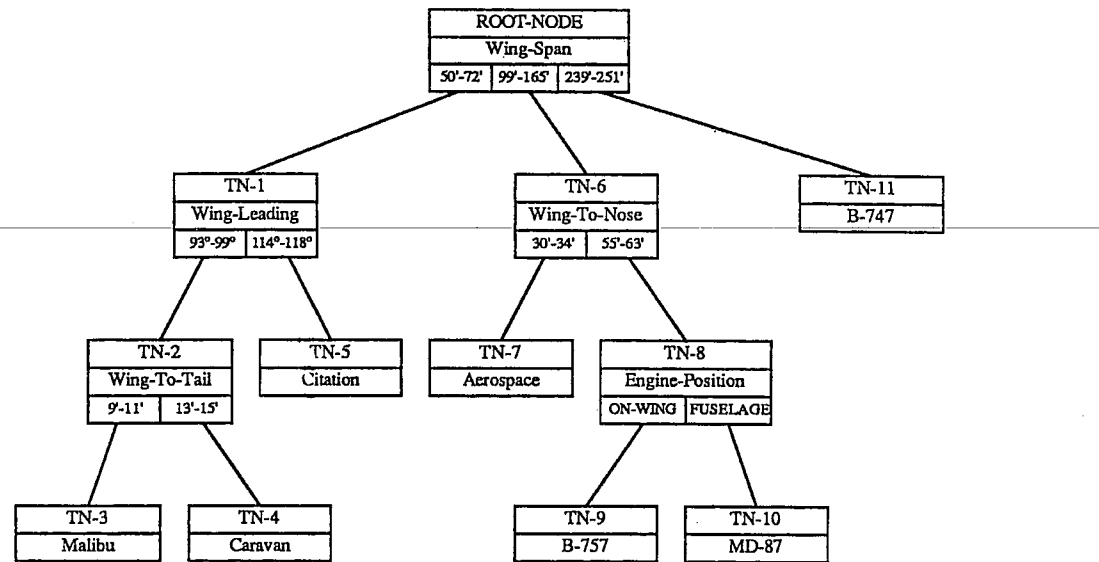 ROOT-NODE
Wing-Span
50'-72' 99'-165' 239'-251'
TN-1
Wing-Leading
93°-99° 114°-118°
TN-6
Wing-To-Nose
30'-34' 55'-63'
TN-11
B-747
TN-2
Wing-To-Tail
9'-11' 13'-15'
TN-5
Citation
TN-7
Aerospace
TN-8
Engine-Position
ON-WING FUSELAGE
TN-3
Malibu
TN-4
Caravan
TN-9
B-757
TN-10
MD-87